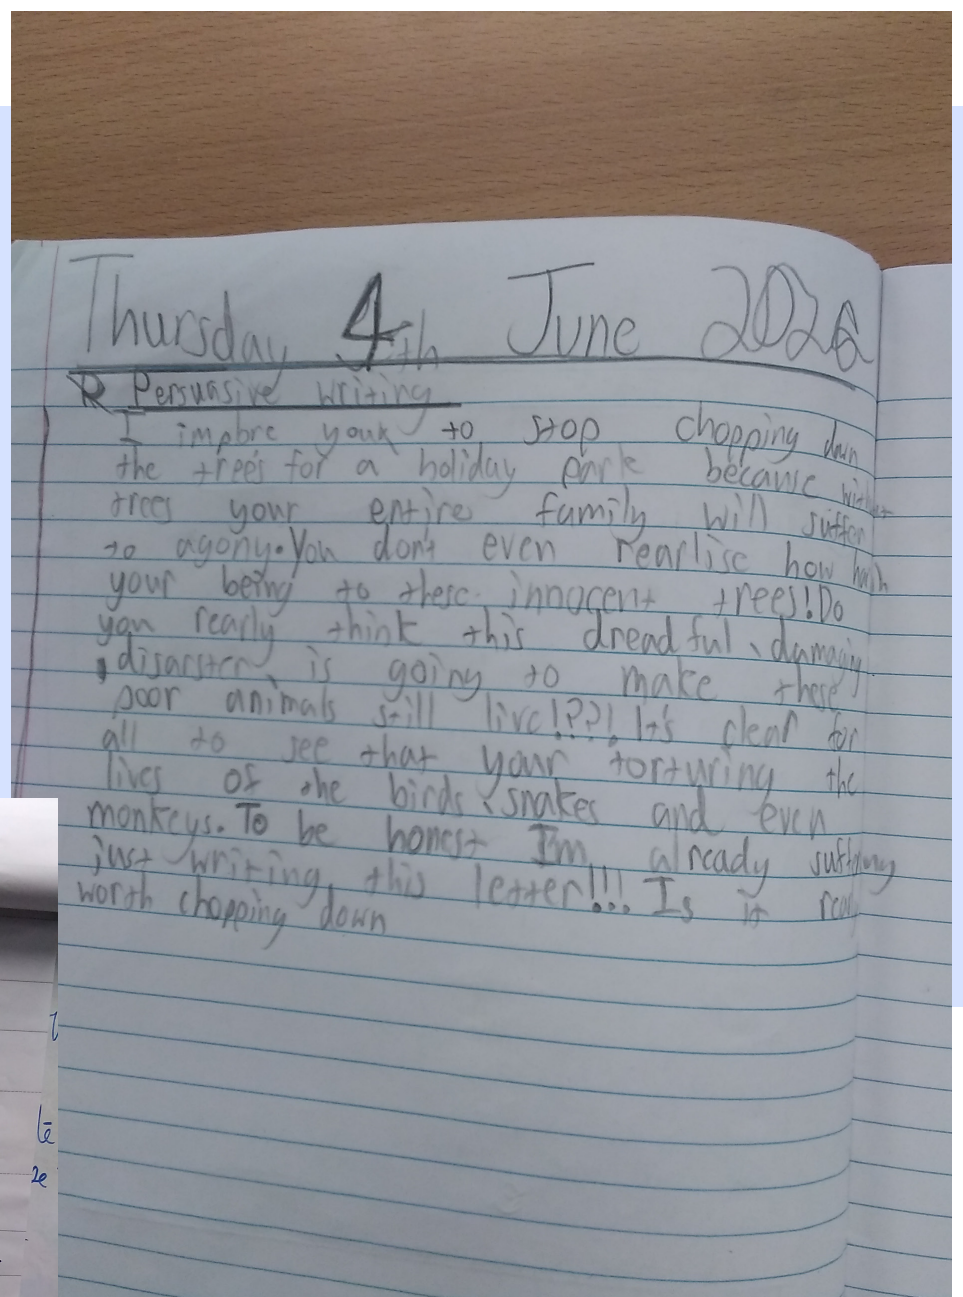 Thursday 4th June 2026
R Persuasive writing
I implore youx to stop chopping down
the trees for a holiday park because without
trees your entire family will suffer
to agony. You don't even rearlise how harsh
your being to these innocent trees! Do
you rearly think this dreadful, damaging
disarster is going to make these
poor animals still live!??! It's clear for
all to see that your torturing the
lives of the birds, snakes and even
monkeys. To be honest I'm already suffering
just writing this letter!!! Is it
worth chopping down
te